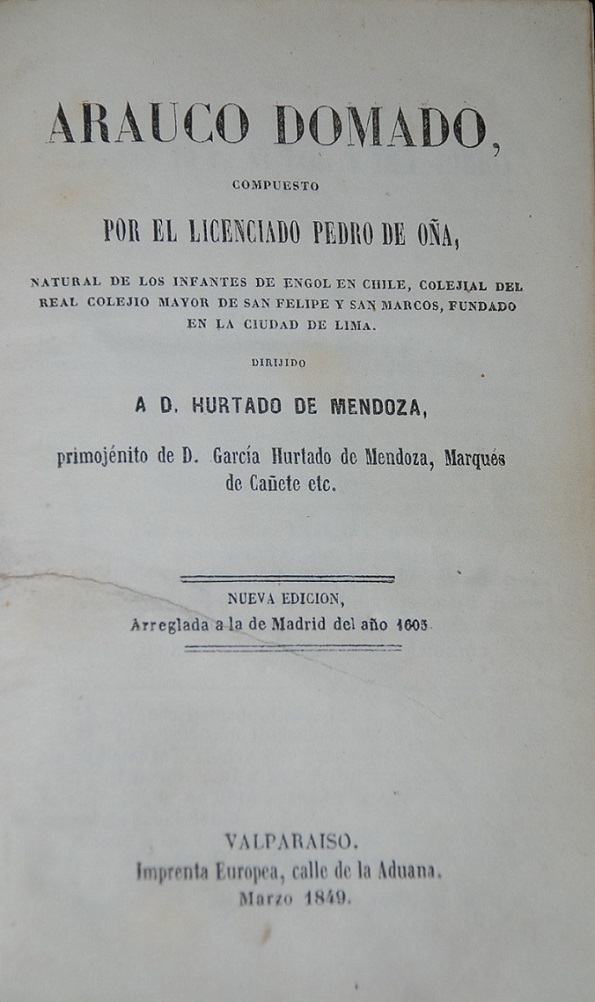 ARAUCO DOMADO,
COMPUESTO
POR EL LICENCIADO PEDRO DE OÑA,
NATURAL DE LOS INFANTES DE ENGOL EN CHILE, COLEJIAL DEL
REAL COLEJIO MAYOR DE SAN FELIPE Y SAN MARCOS, FUNDADO
EN LA CIUDAD DE LIMA.
DIRIJIDO
A D. HURTADO DE MENDOZA,
primojénito de D. García Hurtado de Mendoza, Marqués
de Cañete etc.
NUEVA EDICION,
Arreglada a la de Madrid del año 1605.
VALPARAISO.
Imprenta Europea, calle de la Aduana.
Marzo 1849.